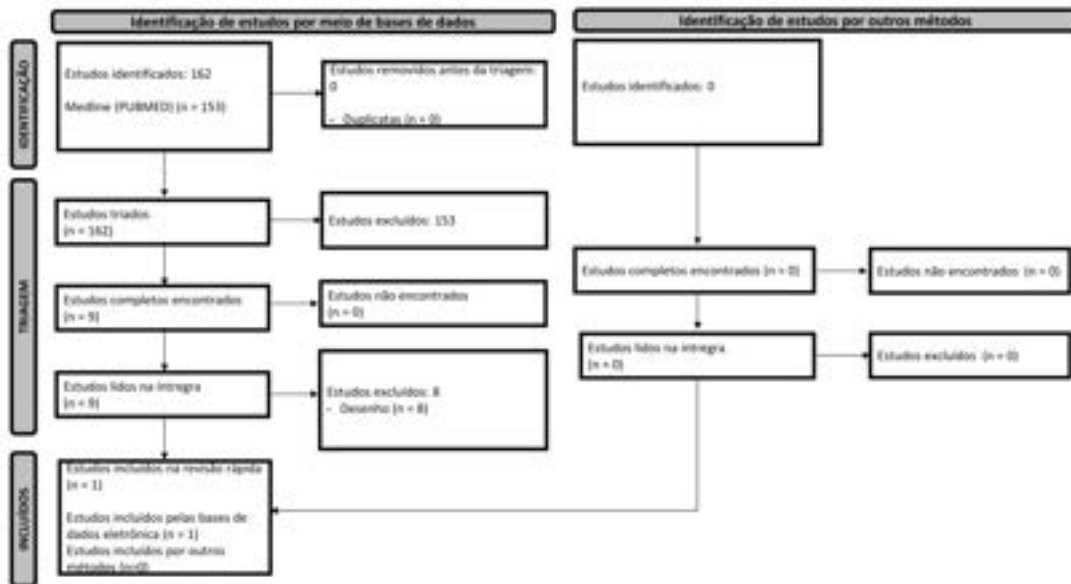 Identificação de estudos por meio de bases de dados
Identificação de estudos por outros métodos
IDENTIFICAÇÃO
Estudos identificados: 162
Medline (PUBMED) (n = 153)
Estudos removidos antes da triagem:
0
- Duplicatas (n = 0)
Estudos identificados: 0
TRIAGEM
Estudos triados
(n = 162)
Estudos excluídos: 153
Estudos completos encontrados
(n = 9)
Estudos não encontrados
(n = 0)
Estudos completos encontrados (n = 0)
Estudos não encontrados (n = 0)
Estudos lidos na íntregra
(n = 9)
Estudos excluídos: 8
- Desenho (n = 8)
Estudos lidos na íntregra
(n = 0)
Estudos excluídos (n = 0)
INCLUÍDOS
Estudos incluídos na revisão rápida
(n = 1)
Estudos incluídos pelas bases de
dados eletrônica (n = 1)
Estudos incluídos por outros
métodos (n=0)